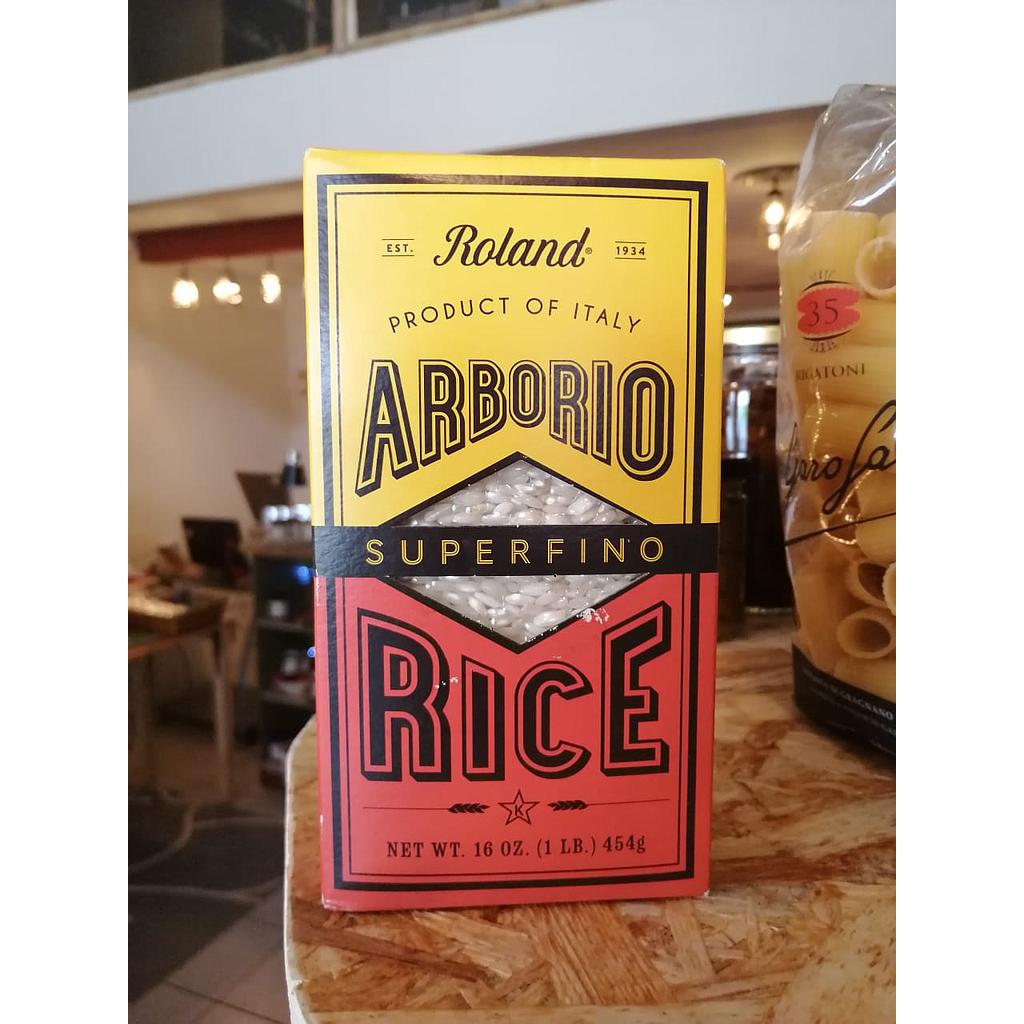 EST. Roland® 1934
PRODUCT OF ITALY
ARBORIO
SUPERFINO
RICE
K
NET WT. 16 OZ. (1 LB.) 454g
35
RIGATONI